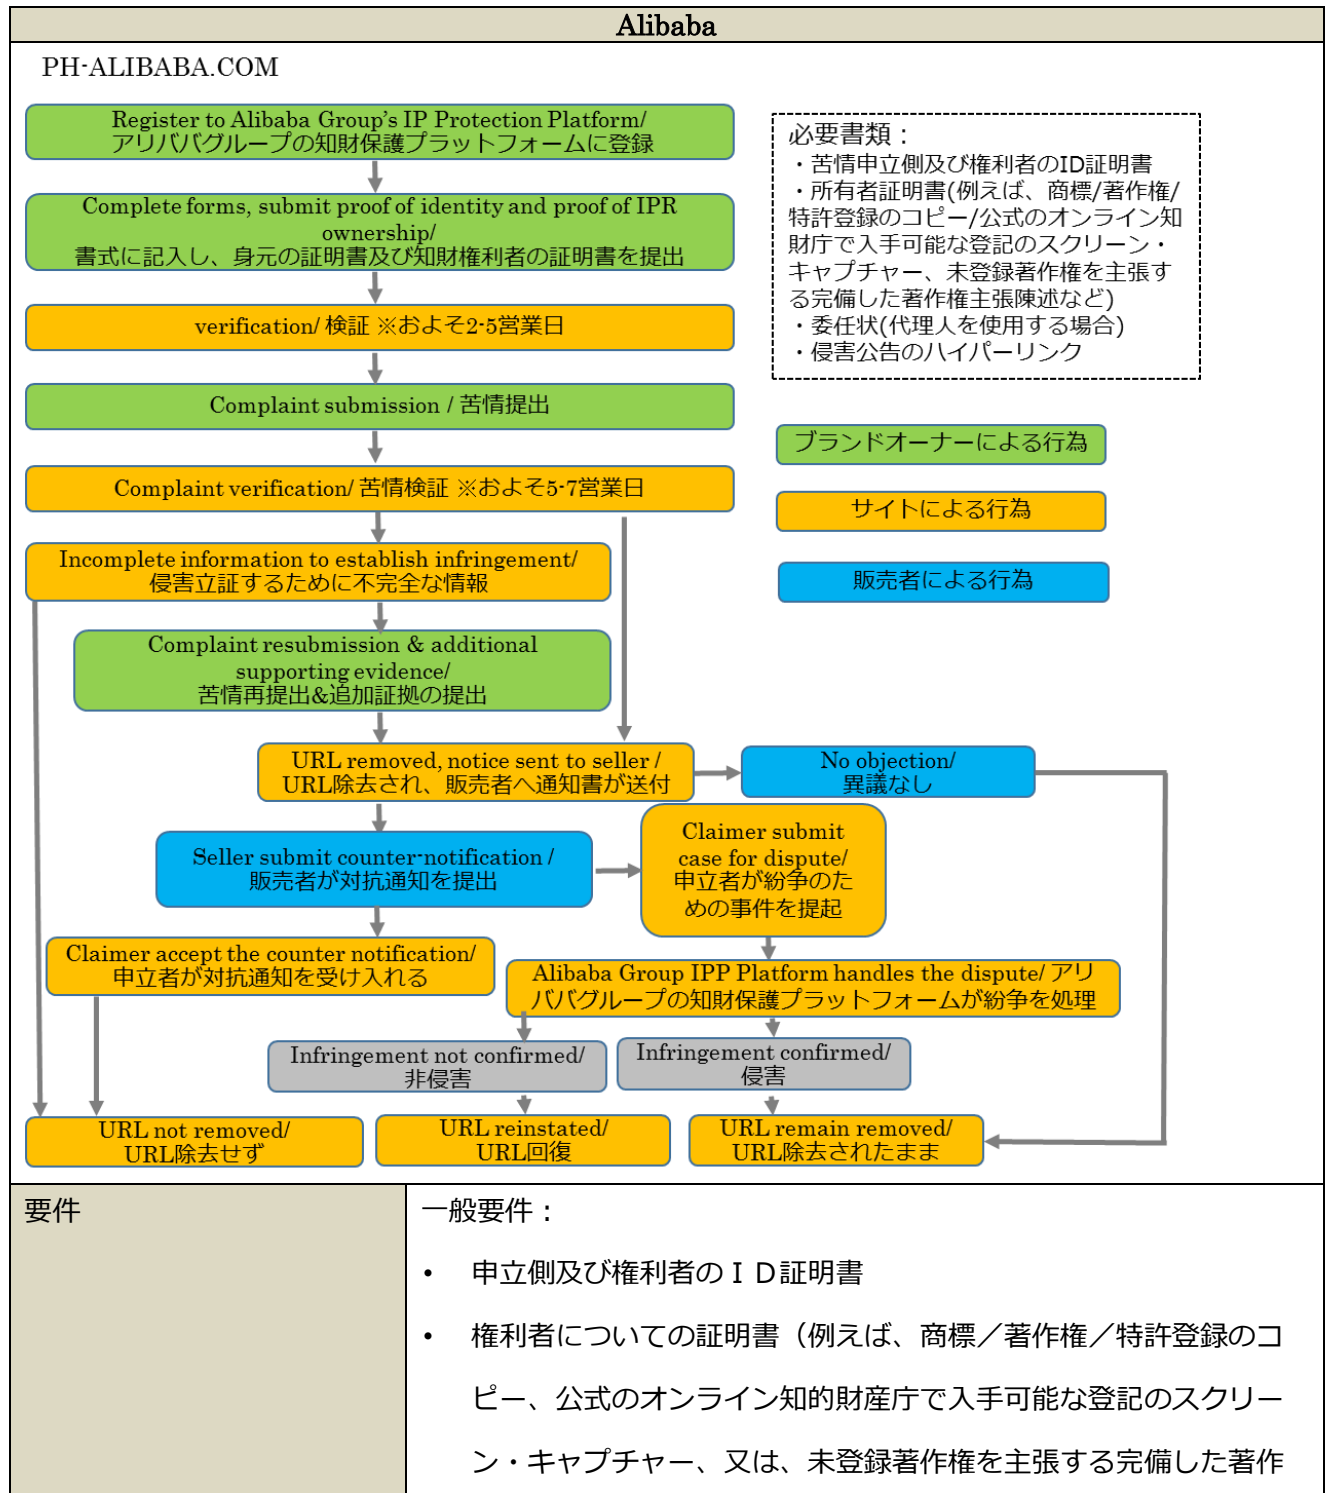 Alibaba
PH-ALIBABA.COM
Register to Alibaba Group's IP Protection Platform/
アリババグループの知財保護プラットフォームに登録
Complete forms, submit proof of identity and proof of IPR
ownership/
書式に記入し、身元の証明書及び知財権利者の証明書を提出
verification/ 検証 ※およそ2-5営業日
Complaint submission / 苦情提出
Complaint verification/ 苦情検証 ※およそ5-7営業日
必要書類：
・苦情申立側及び権利者のID証明書
・所有者証明書(例えば、商標/著作権/
特許登録のコピー/公式のオンライン知
財庁で入手可能な登記のスクリーン・
キャプチャー、未登録著作権を主張す
る完備した著作権主張陳述など)
・委任状(代理人を使用する場合)
・侵害公告のハイパーリンク
ブランドオーナーによる行為
サイトによる行為
販売者による行為
Incomplete information to establish infringement/
侵害立証するために不完全な情報
Complaint resubmission & additional
supporting evidence/
苦情再提出&追加証拠の提出
URL removed, notice sent to seller /
URL除去され、販売者へ通知書が送付
No objection/
異議なし
Seller submit counter-notification /
販売者が対抗通知を提出
Claimer submit
case for dispute/
申立者が紛争のた
めの事件を提起
Claimer accept the counter notification/
申立者が対抗通知を受け入れる
Alibaba Group IPP Platform handles the dispute/ アリ
ババグループの知財保護プラットフォームが紛争を処理
Infringement not confirmed/
非侵害
Infringement confirmed/
侵害
URL not removed/
URL除去せず
URL reinstated/
URL回復
URL remain removed/
URL除去されたまま
要件
一般要件：
• 申立側及び権利者のＩＤ証明書
• 権利者についての証明書（例えば、商標／著作権／特許登録のコ
ピー、公式のオンライン知的財産庁で入手可能な登記のスクリー
ン・キャプチャー、又は、未登録著作権を主張する完備した著作